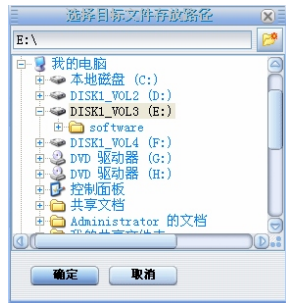 选择目标文件存放路径
E:\
我的电脑
本地磁盘 (C:)
DISK1_VOL2 (D:)
DISK1_VOL3 (E:)
software
DISK1_VOL4 (F:)
DVD 驱动器 (G:)
DVD 驱动器 (H:)
控制面板
共享文档
Administrator 的文档
确定 取消